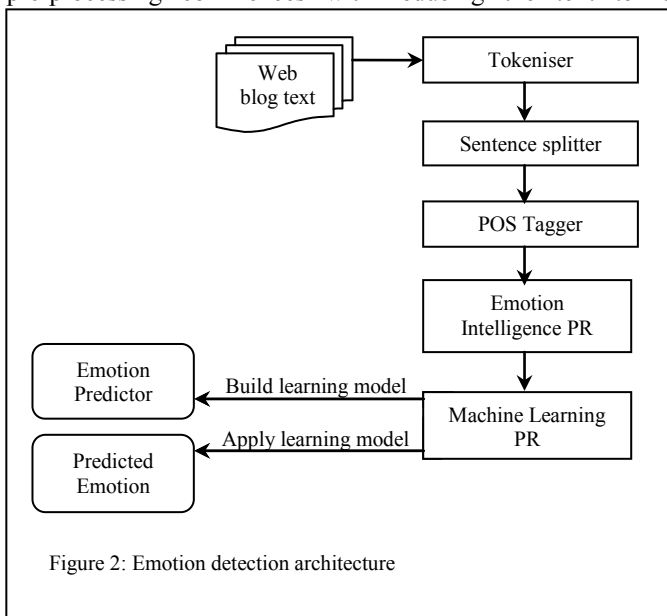 Web
blog text
Tokeniser
Sentence splitter
POS Tagger
Emotion
Intelligence PR
Machine Learning
PR
Build learning model
Apply learning model
Emotion
Predictor
Predicted
Emotion
Figure 2: Emotion detection architecture